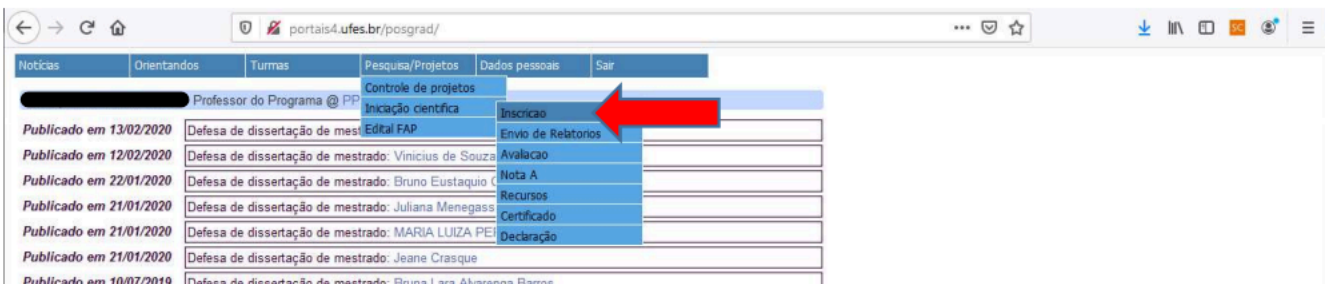 portais4.ufes.br/posgrad/
Notícias Orientandos Turmas Pesquisa/Projetos Dados pessoais Sair
Controle de projetos
Professor do Programa @ PP
Iniciação científica
Inscricao
Edital FAP
Envio de Relatorios
Avaliacao
Nota A
Recursos
Certificado
Declaração
Publicado em 13/02/2020 Defesa de dissertação de mest
Publicado em 12/02/2020 Defesa de dissertação de mestrado: Vinicius de Souza
Publicado em 22/01/2020 Defesa de dissertação de mestrado: Bruno Eustaquio
Publicado em 21/01/2020 Defesa de dissertação de mestrado: Juliana Menegass
Publicado em 21/01/2020 Defesa de dissertação de mestrado: MARIA LUIZA PE
Publicado em 21/01/2020 Defesa de dissertação de mestrado: Jeane Crasque
Publicado em 10/07/2019 Defesa de dissertação de mestrado: Bruna Lara Alvarenga Barros